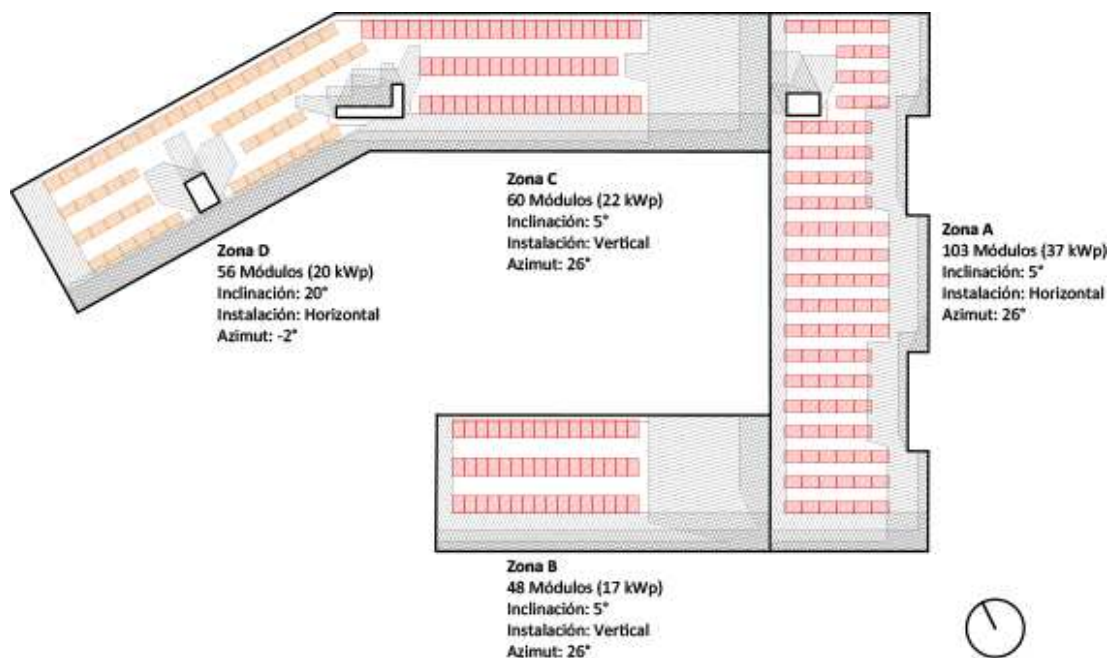 Zona C
60 Módulos (22 kWp)
Inclinación: 5°
Instalación: Vertical
Azimut: 26°
Zona A
103 Módulos (37 kWp)
Inclinación: 5°
Instalación: Horizontal
Azimut: 26°
Zona D
56 Módulos (20 kWp)
Inclinación: 20°
Instalación: Horizontal
Azimut: -2°
Zona B
48 Módulos (17 kWp)
Inclinación: 5°
Instalación: Vertical
Azimut: 26°